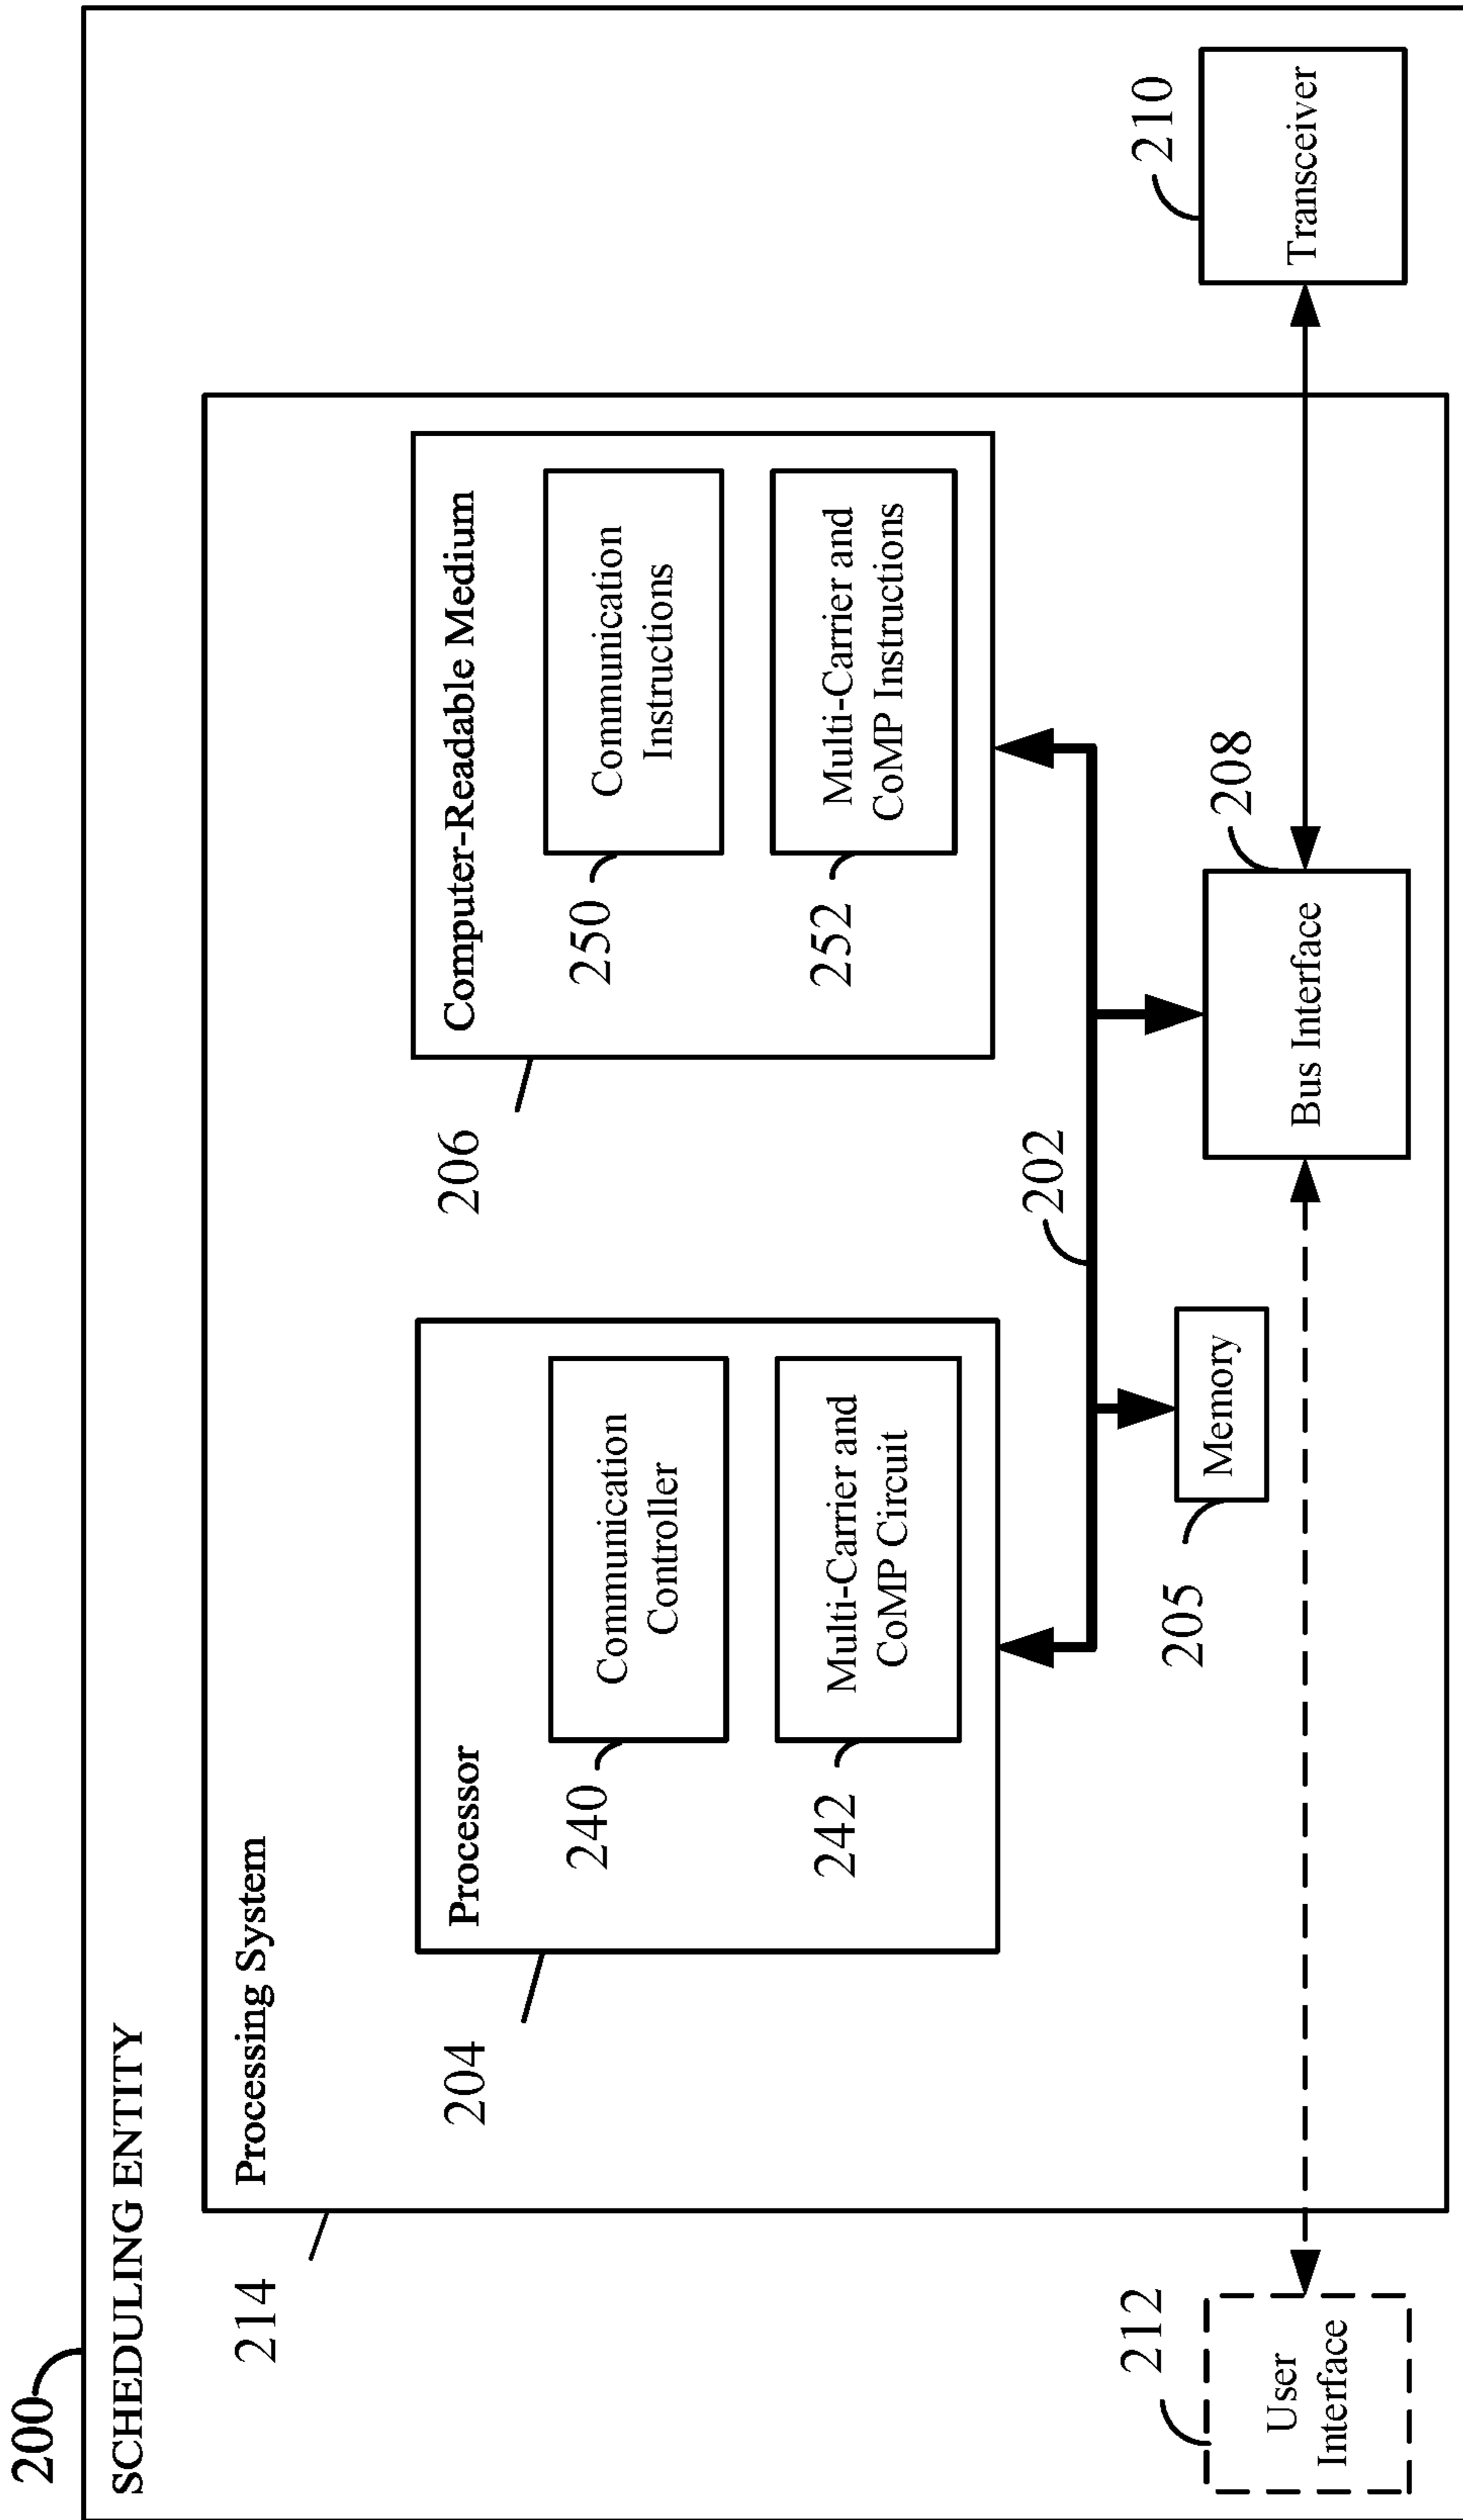 200
SCHEDULING ENTITY
214
Processing System
204
Processor
240
Communication
Controller
242
Multi-Carrier and
CoMP Circuit
206
Computer-Readable Medium
250
Communication
Instructions
252
Multi-Carrier and
CoMP Instructions
202
205
Memory
208
Bus Interface
212
User
Interface
210
Transceiver